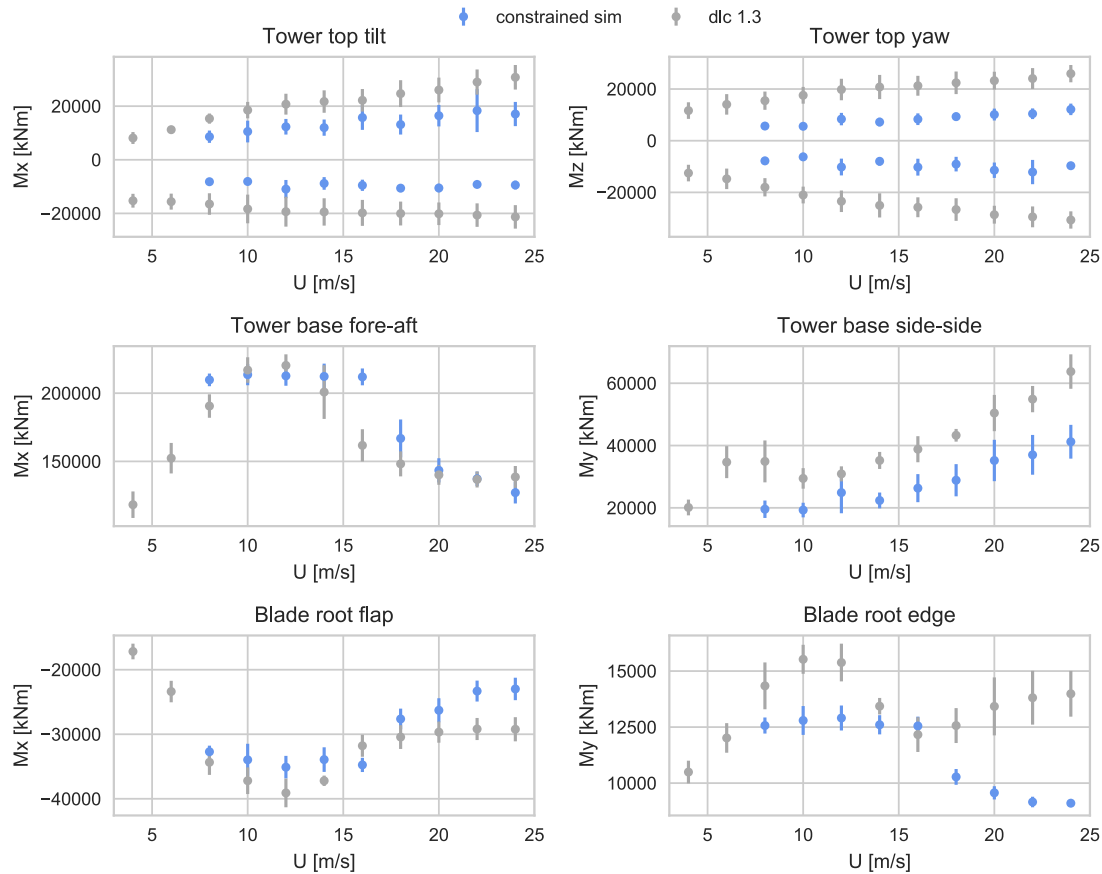 constrained sim dlc 1.3
Tower top tilt Tower top yaw
Mx [kNm] Mz [kNm]
20000 20000
0 0
−20000 −20000
5 10 15 20 25 5 10 15 20 25
U [m/s] U [m/s]
Tower base fore-aft Tower base side-side
Mx [kNm] My [kNm]
200000 60000
150000 40000
20000
5 10 15 20 25 5 10 15 20 25
U [m/s] U [m/s]
Blade root flap Blade root edge
Mx [kNm] My [kNm]
−20000 15000
−30000 12500
−40000 10000
5 10 15 20 25 5 10 15 20 25
U [m/s] U [m/s]